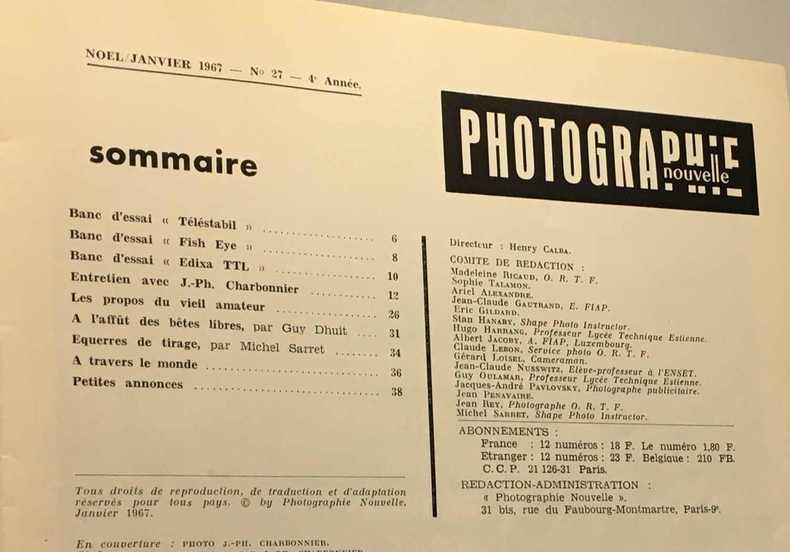 NOEL/JANVIER 1967 — No 27 — 4e Année.
PHOTOGRAPHIE
nouvelle
sommaire
Banc d'essai « Téléstabil » .................... 6
Banc d'essai « Fish Eye » .................... 8
Banc d'essai « Edixa TTL » .................... 10
Entretien avec J.-Ph. Charbonnier .......... 12
Les propos du vieil amateur .................. 26
A l'affût des bêtes libres, par Guy Dhuit .... 31
Equerres de tirage, par Michel Sarret ........ 34
A travers le monde ............................ 36
Petites annonces .............................. 38
Tous droits de reproduction, de traduction et d'adaptation
réservés pour tous pays. © by Photographie Nouvelle.
Janvier 1967.
En couverture : PHOTO J.-PH. CHARBONNIER.
Directeur : Henry CALBA.
COMITE DE REDACTION :
Madeleine RICAUD, O. R. T. F.
Sophie TALAMON.
Ariel ALEXANDRE.
Jean-Claude GAUTRAND, E. FIAP.
Eric GILDARD.
Stan HANABY, Shape Photo Instructor.
Hugo HARRANG, Professeur Lycée Technique Estienne.
Albert JACOBY, A. FIAP, Luxembourg.
Claude LEBON, Service photo O. R. T. F.
Gérard LOISEL, Cameraman.
Jean-Claude NUSSWITZ, Elève-professeur à l'ENSET.
Guy OULAMAR, Professeur Lycée Technique Estienne.
Jacques-André PAVLOVSKY, Photographe publicitaire.
Jean PENAVAIRE.
Jean REY, Photographe O. R. T. F.
Michel SARRET, Shape Photo Instructor.
ABONNEMENTS :
France : 12 numéros : 18 F. Le numéro 1,80 F.
Etranger : 12 numéros : 23 F. Belgique : 210 FB.
C. C. P. 21 126-31 Paris.
REDACTION-ADMINISTRATION :
« Photographie Nouvelle ».
31 bis, rue du Faubourg-Montmartre, Paris-9e.